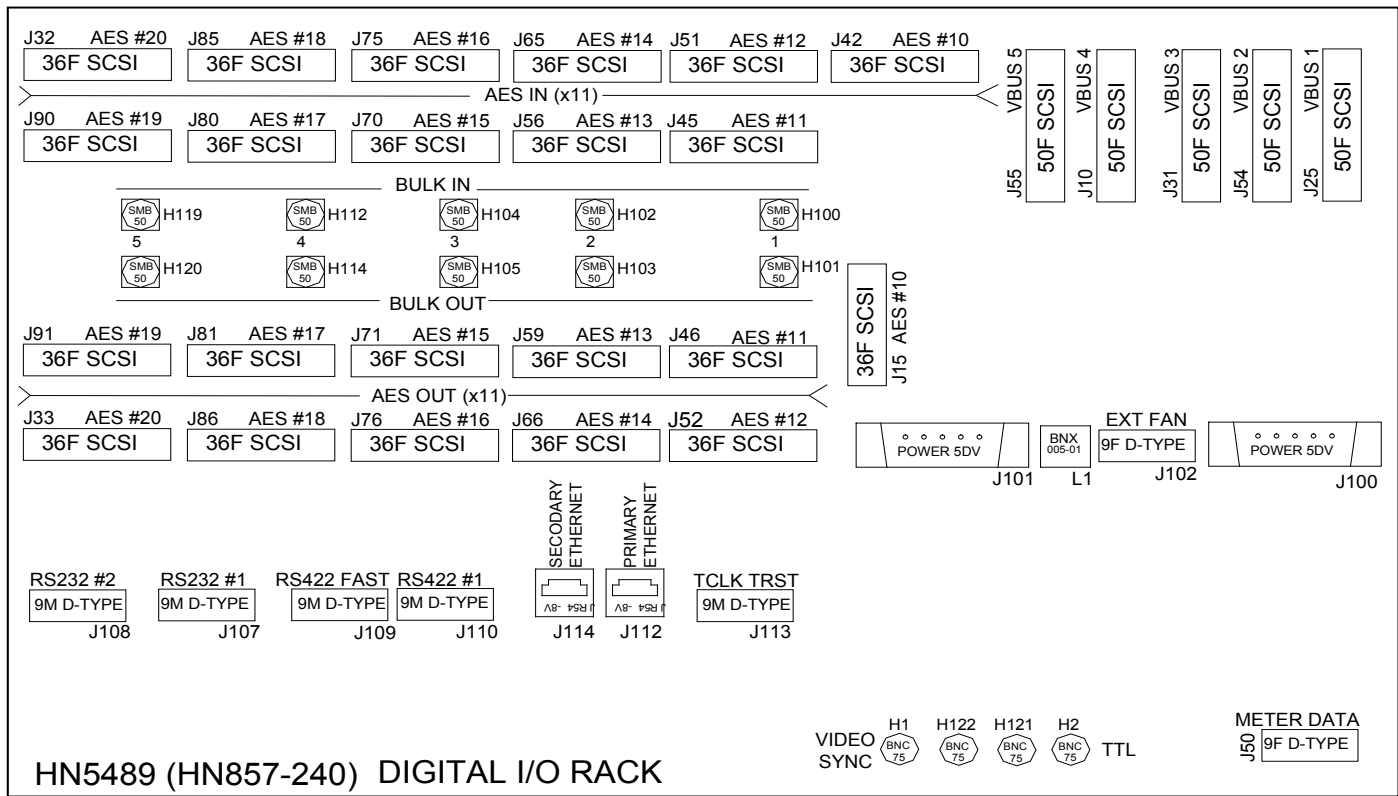 J32 AES #20 J85 AES #18 J75 AES #16 J65 AES #14 J51 AES #12 J42 AES #10
36F SCSI 36F SCSI 36F SCSI 36F SCSI 36F SCSI 36F SCSI
AES IN (x11)
J90 AES #19 J80 AES #17 J70 AES #15 J56 AES #13 J45 AES #11
36F SCSI 36F SCSI 36F SCSI 36F SCSI 36F SCSI
J55 VBUS 5
50F SCSI
J10 VBUS 4
50F SCSI
J31 VBUS 3
50F SCSI
J54 VBUS 2
50F SCSI
J25 VBUS 1
50F SCSI
BULK IN
SMB 50 H119 SMB 50 H112 SMB 50 H104 SMB 50 H102 SMB 50 H100
5 4 3 2 1
SMB 50 H120 SMB 50 H114 SMB 50 H105 SMB 50 H103 SMB 50 H101
BULK OUT
36F SCSI
J15 AES #10
J91 AES #19 J81 AES #17 J71 AES #15 J59 AES #13 J46 AES #11
36F SCSI 36F SCSI 36F SCSI 36F SCSI 36F SCSI
AES OUT (x11)
J33 AES #20 J86 AES #18 J76 AES #16 J66 AES #14 J52 AES #12
36F SCSI 36F SCSI 36F SCSI 36F SCSI 36F SCSI
EXT FAN
POWER 5DV BNX 005-01 9F D-TYPE POWER 5DV
J101 L1 J102 J100
SECODARY ETHERNET
PRIMARY ETHERNET
RS232 #2 RS232 #1 RS422 FAST RS422 #1 TCLK TRST
9M D-TYPE 9M D-TYPE 9M D-TYPE 9M D-TYPE J R54 -8V J R54 -8V 9M D-TYPE
J108 J107 J109 J110 J114 J112 J113
H1 H122 H121 H2
VIDEO SYNC BNC 75 BNC 75 BNC 75 BNC 75 TTL
METER DATA
J50 9F D-TYPE
HN5489 (HN857-240) DIGITAL I/O RACK